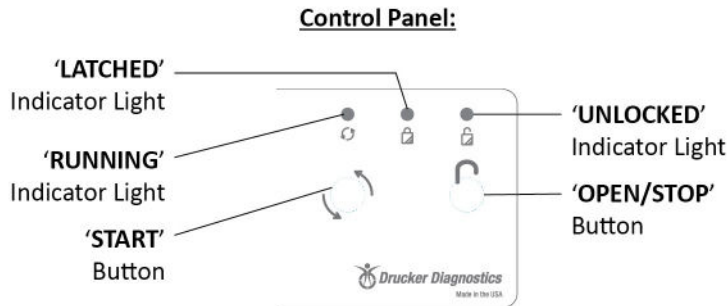 Control Panel:
‘LATCHED’
Indicator Light
‘RUNNING’
Indicator Light
‘START’
Button
‘UNLOCKED’
Indicator Light
‘OPEN/STOP’
Button
Drucker Diagnostics
Made in the USA